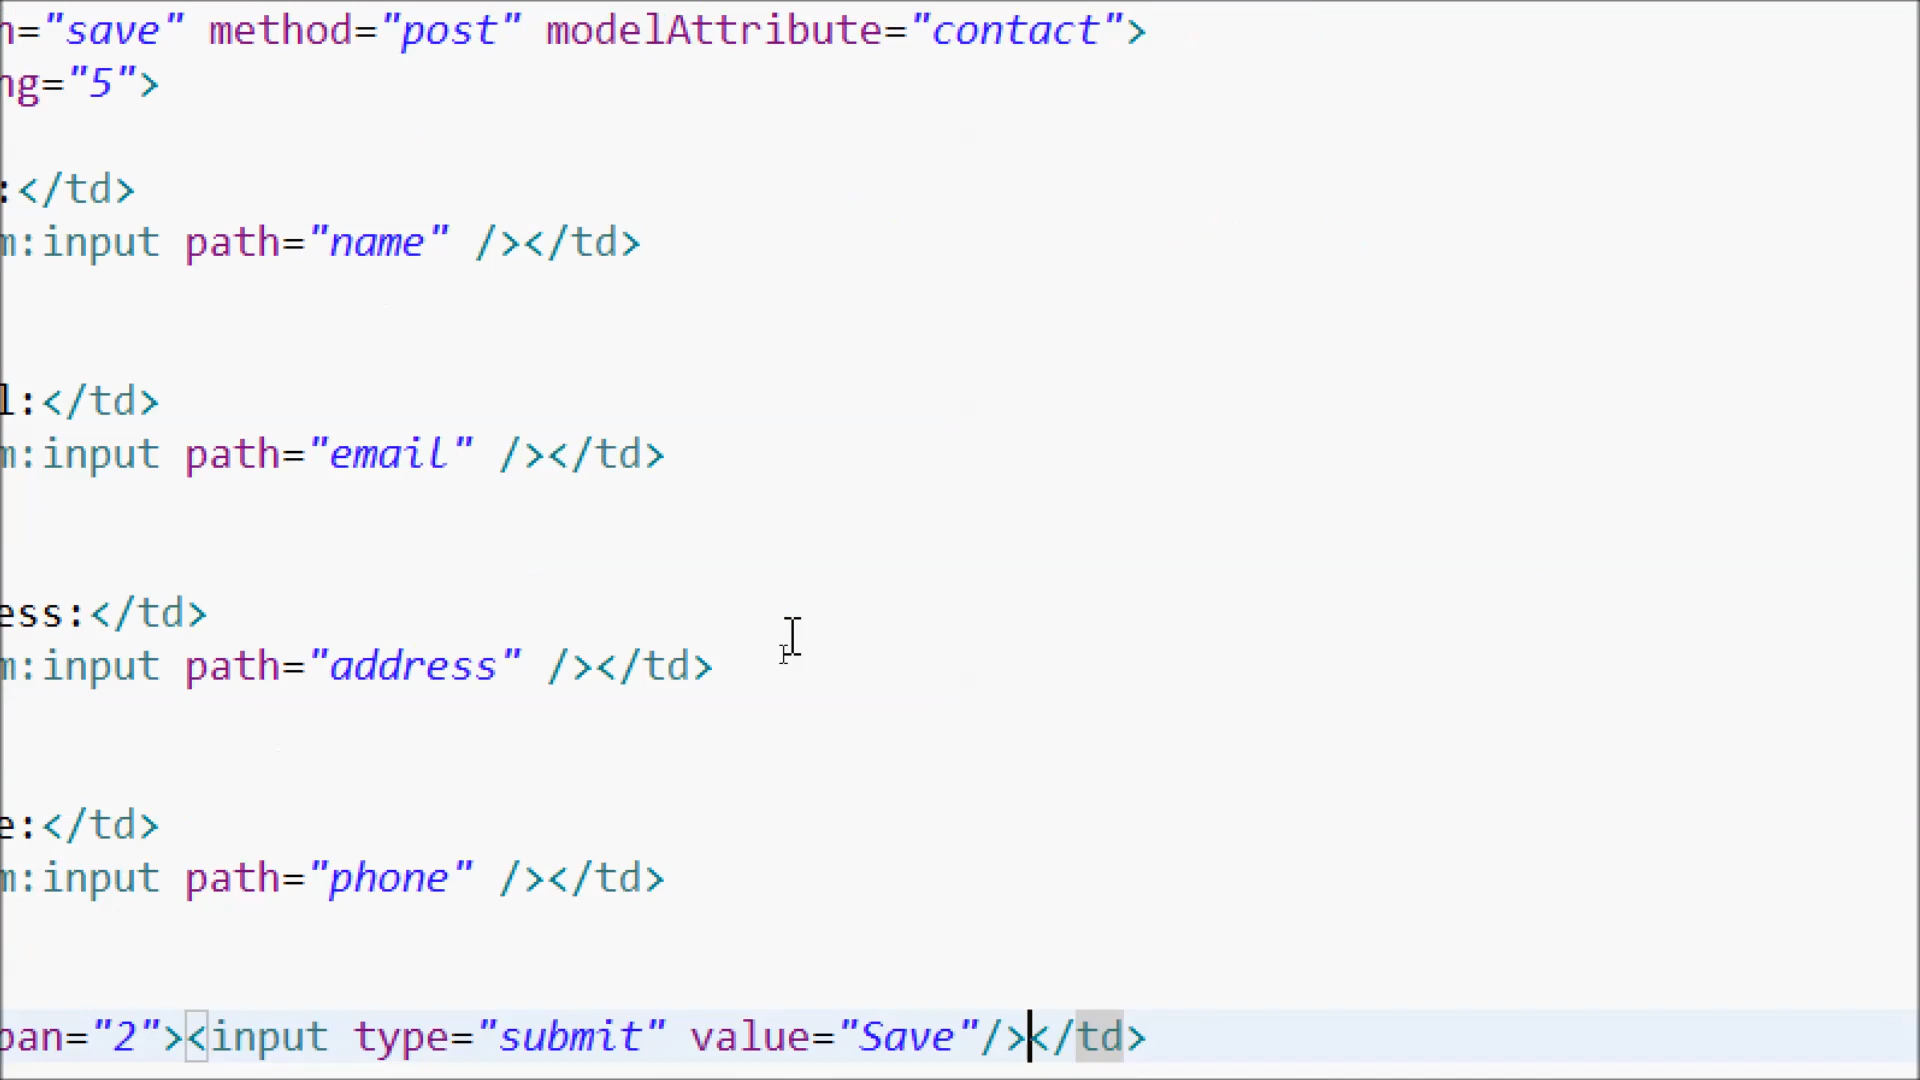 n="save" method="post" modelAttribute="contact">
ng="5">
:</td>
m:input path="name" /></td>
l:</td>
m:input path="email" /></td>
ess:</td>
m:input path="address" /></td>
e:</td>
m:input path="phone" /></td>
pan="2"><input type="submit" value="Save"/></td>